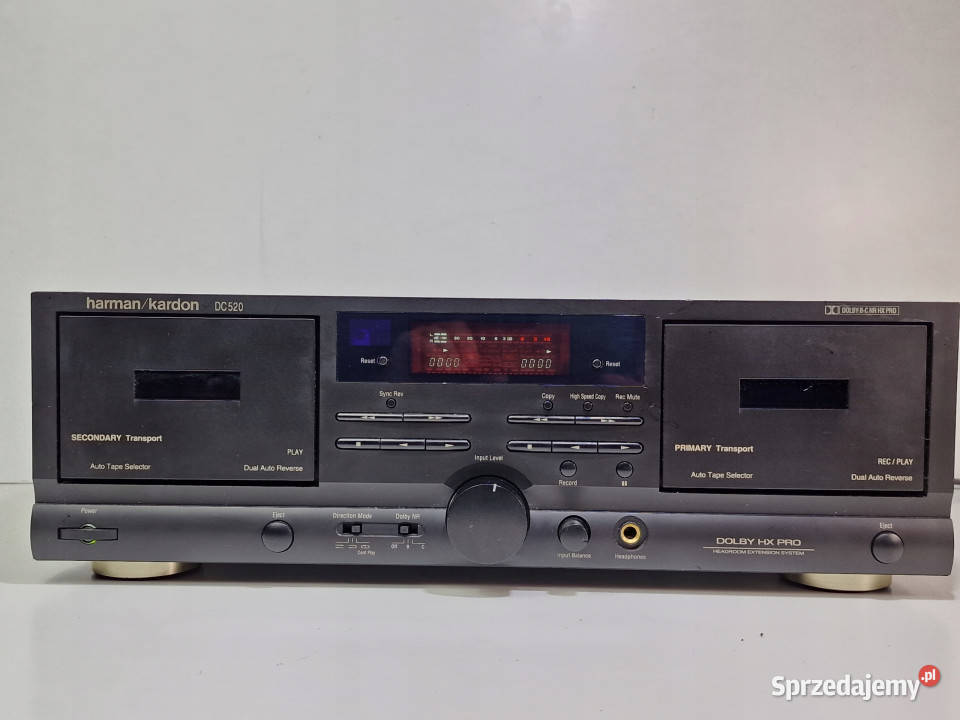 harman/kardon DC520
DOLBY B-C NR HX PRO
Reset
0000
0000
Reset
Sync Rev
Copy
High Speed Copy
Rec Mute
SECONDARY Transport
PLAY
Auto Tape Selector
Dual Auto Reverse
PRIMARY Transport
REC / PLAY
Auto Tape Selector
Dual Auto Reverse
Input Level
Record
Power
Eject
Direction Mode
Dolby NR
Cont Play
Off B C
Input Balance
Headphones
DOLBY HX PRO
HEADROOM EXTENSION SYSTEM
Eject
Sprzedajemy.pl